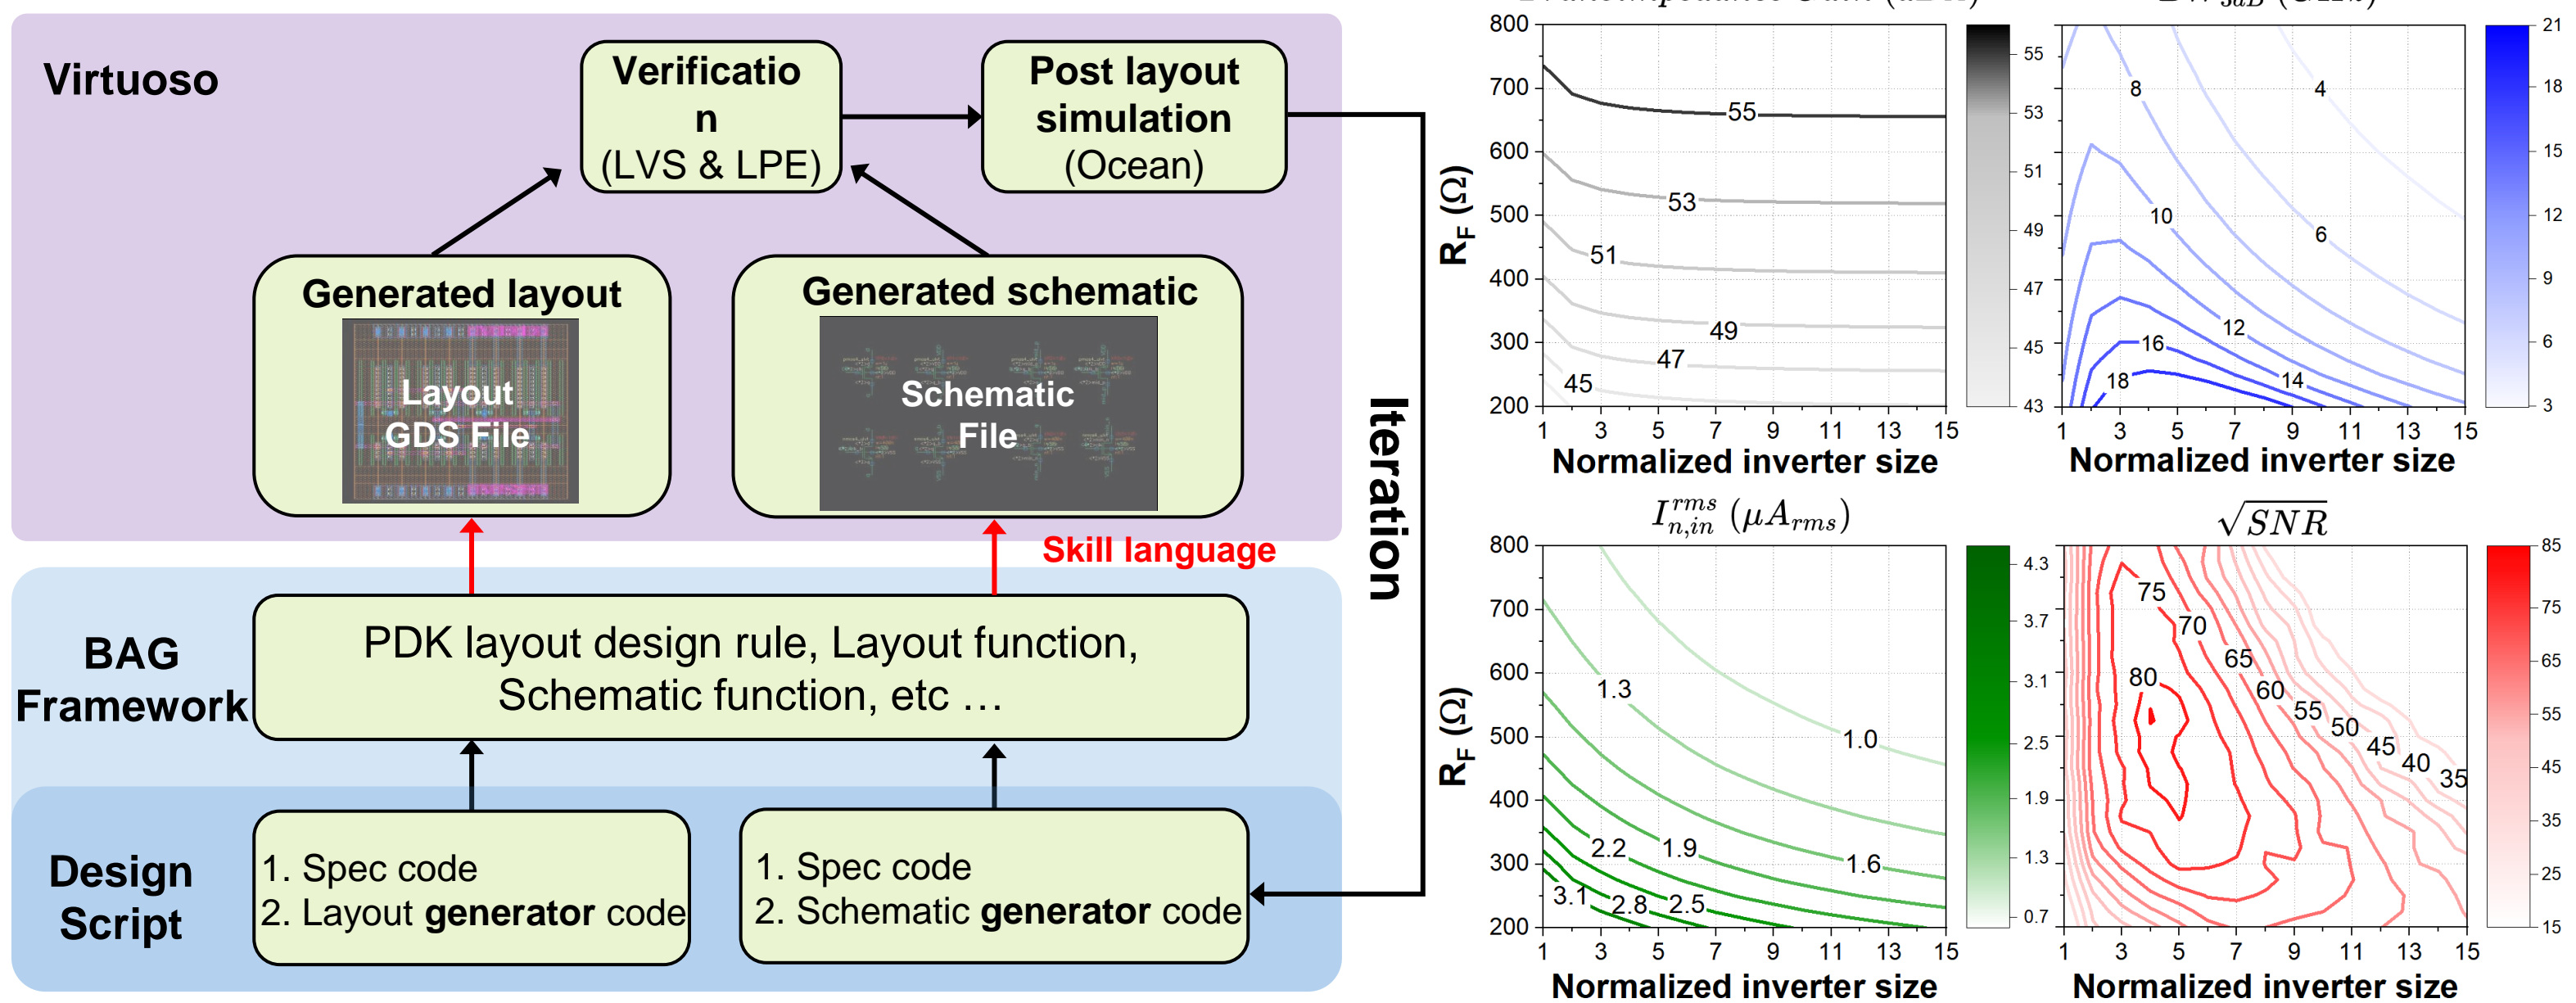 Virtuoso
Verificatio
n
(LVS & LPE)
Post layout
simulation
(Ocean)
Generated layout
Layout
GDS File
Generated schematic
Schematic
File
Skill language
Iteration
BAG
Framework
PDK layout design rule, Layout function,
Schematic function, etc …
Design
Script
1. Spec code
2. Layout generator code
1. Spec code
2. Schematic generator code
800
700
600
500
400
300
200
R_F (Ω)
55
53
51
49
47
45
1 3 5 7 9 11 13 15
Normalized inverter size
55
53
51
49
47
45
43
8
4
10
6
12
16
14
18
1 3 5 7 9 11 13 15
Normalized inverter size
21
18
15
12
9
6
3
I_{n,in}^{rms} (μA_{rms})
800
700
600
500
400
300
200
R_F (Ω)
1.3
1.0
2.2
1.9
1.6
3.1
2.8
2.5
1 3 5 7 9 11 13 15
Normalized inverter size
4.3
3.7
3.1
2.5
1.9
1.3
0.7
√SNR
75
70
65
80
60
55
50
45
40
35
1 3 5 7 9 11 13 15
Normalized inverter size
85
75
65
55
45
35
25
15